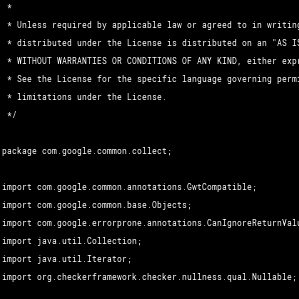 *
* Unless required by applicable law or agreed to in writing
* distributed under the License is distributed on an "AS IS
* WITHOUT WARRANTIES OR CONDITIONS OF ANY KIND, either expr
* See the License for the specific language governing permi
* limitations under the License.
*/
package com.google.common.collect;
import com.google.common.annotations.GwtCompatible;
import com.google.common.base.Objects;
import com.google.errorprone.annotations.CanIgnoreReturnValu
import java.util.Collection;
import java.util.Iterator;
import org.checkerframework.checker.nullness.qual.Nullable;